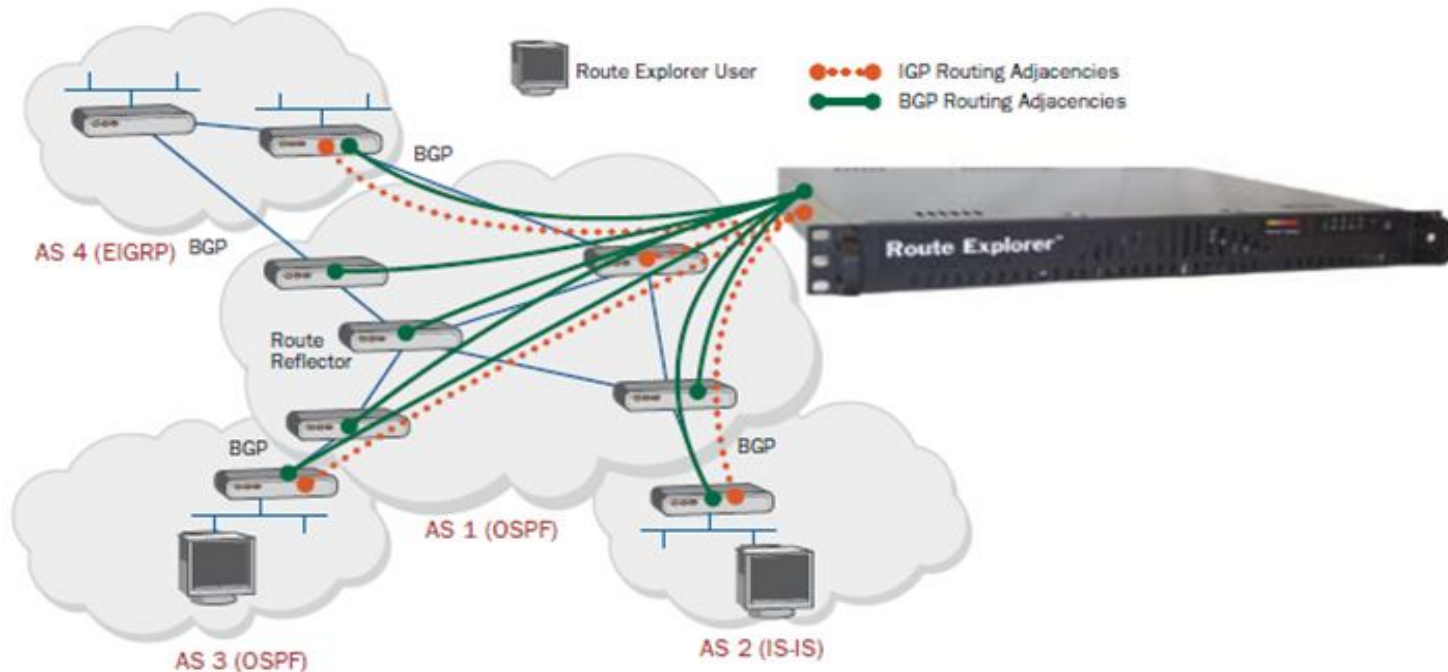 Route Explorer User
IGP Routing Adjacencies
BGP Routing Adjacencies
BGP
AS 4 (EIGRP)
BGP
Route Explorer™
Route
Reflector
BGP
BGP
AS 1 (OSPF)
AS 3 (OSPF)
AS 2 (IS-IS)